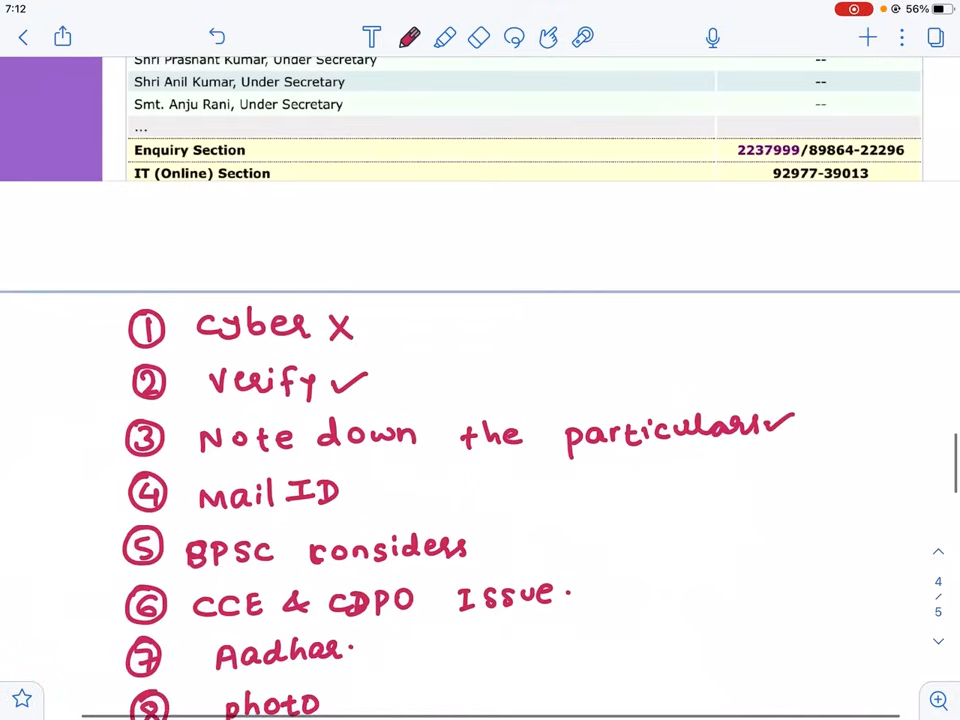 7:12
56%
Shri Prashant Kumar, Under Secretary --
Shri Anil Kumar, Under Secretary --
Smt. Anju Rani, Under Secretary --
...
Enquiry Section 2237999/89864-22296
IT (Online) Section 92977-39013
① Cyber X
② Verify ✓
③ Note down the particulars ✓
④ Mail ID
⑤ BPSC considers
⑥ CCE & CDPO Issue.
⑦ Aadhar.
⑧ photo
4
/
5